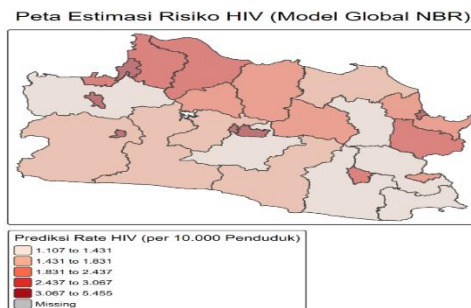 Peta Estimasi Risiko HIV (Model Global NBR)
Prediksi Rate HIV (per 10.000 Penduduk)
1.107 to 1.431
1.431 to 1.831
1.831 to 2.437
2.437 to 3.067
3.067 to 5.455
Missing